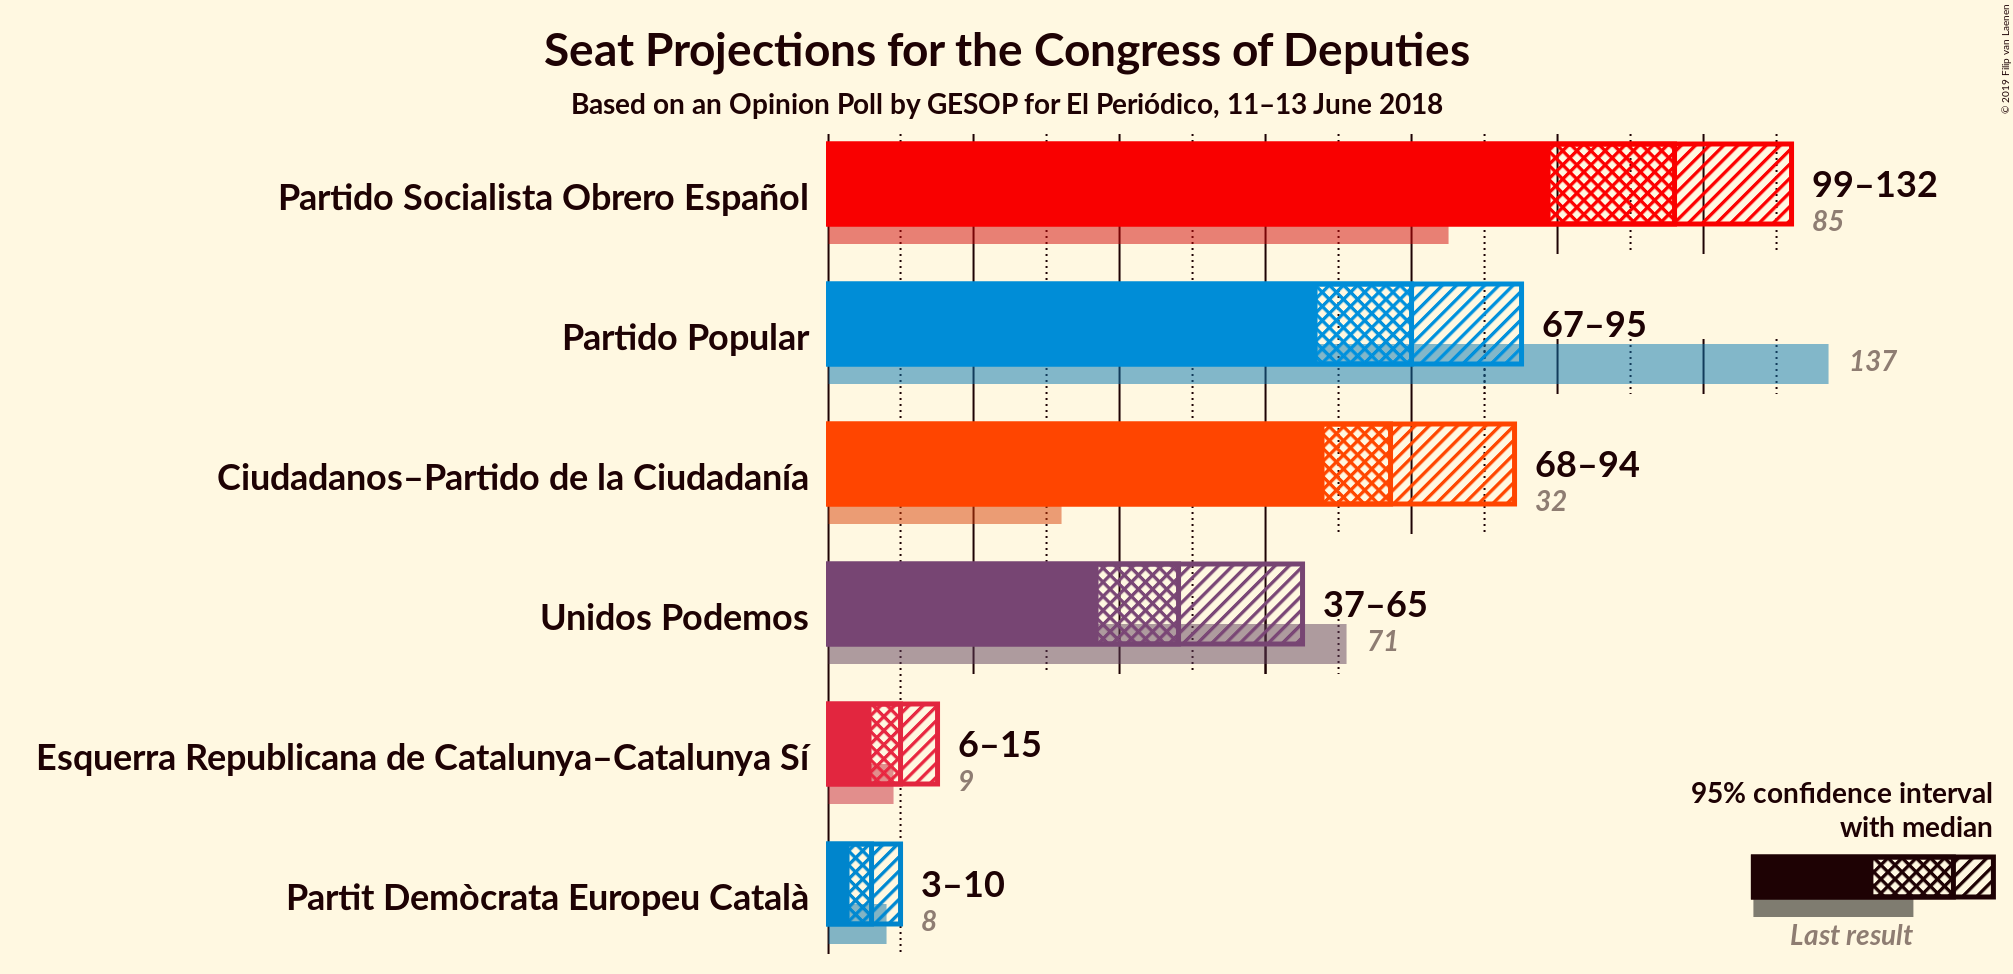 Seat Projections for the Congress of Deputies
Based on an Opinion Poll by GESOP for El Periódico, 11–13 June 2018
© 2019 Filip van Laenen
Partido Socialista Obrero Español
99–132
85
Partido Popular
67–95
137
Ciudadanos–Partido de la Ciudadanía
68–94
32
Unidos Podemos
37–65
71
Esquerra Republicana de Catalunya–Catalunya Sí
6–15
9
Partit Demòcrata Europeu Català
3–10
8
95% confidence interval
with median
Last result